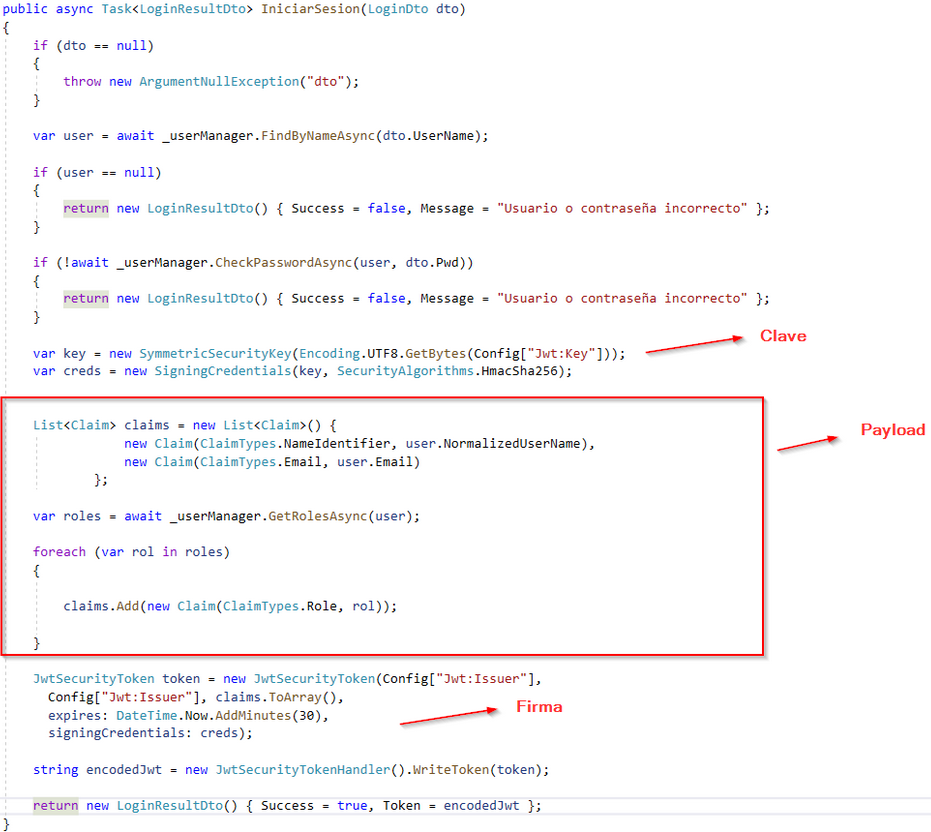 public async Task<LoginResultDto> IniciarSesion(LoginDto dto)
{
if (dto == null)
{
throw new ArgumentNullException("dto");
}
var user = await _userManager.FindByNameAsync(dto.UserName);
if (user == null)
{
return new LoginResultDto() { Success = false, Message = "Usuario o contraseña incorrecto" };
}
if (!await _userManager.CheckPasswordAsync(user, dto.Pwd))
{
return new LoginResultDto() { Success = false, Message = "Usuario o contraseña incorrecto" };
}
var key = new SymmetricSecurityKey(Encoding.UTF8.GetBytes(Config["Jwt:Key"])); Clave
var creds = new SigningCredentials(key, SecurityAlgorithms.HmacSha256);
List<Claim> claims = new List<Claim>() {
new Claim(ClaimTypes.NameIdentifier, user.NormalizedUserName), Payload
new Claim(ClaimTypes.Email, user.Email)
};
var roles = await _userManager.GetRolesAsync(user);
foreach (var rol in roles)
{
claims.Add(new Claim(ClaimTypes.Role, rol));
}
JwtSecurityToken token = new JwtSecurityToken(Config["Jwt:Issuer"],
Config["Jwt:Issuer"], claims.ToArray(),
expires: DateTime.Now.AddMinutes(30), Firma
signingCredentials: creds);
string encodedJwt = new JwtSecurityTokenHandler().WriteToken(token);
return new LoginResultDto() { Success = true, Token = encodedJwt };
}